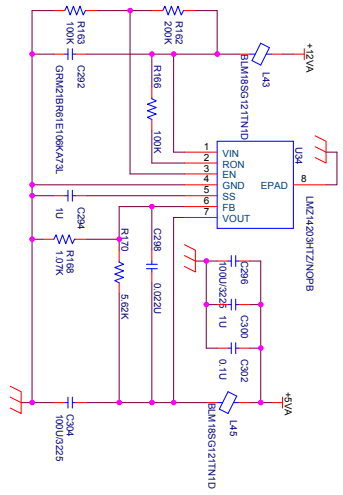 R163
100K
R162
200K
C292
GRM21BR61E106KA73L
R166
100K
BLM18SG121TN1D
L43
+12VA
U34
1 VIN
2 RON
3 EN
4 GND
5 SS
6 FB
7 VOUT
EPAD 8
LMZ14203HTZ/NOPB
C294
1U
R168
1.07K
R170
5.62K
C298
0.022U
C296
100U/3225
C300
1U
C302
0.1U
+5VA
L45
BLM18SG121TN1D
C304
100U/3225